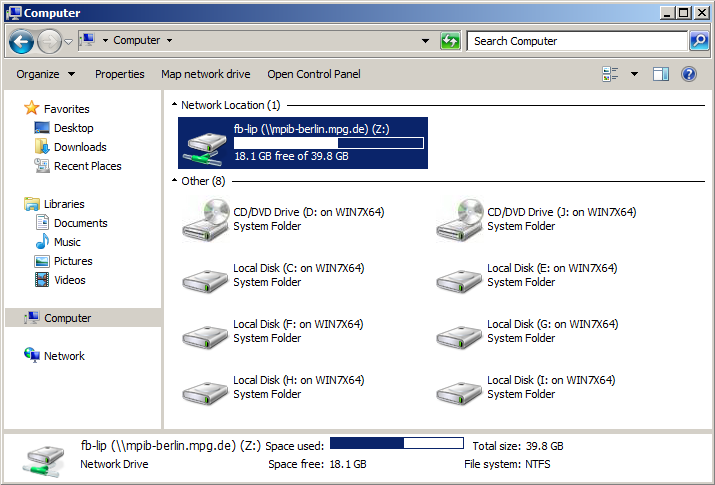 Computer
Computer
Search Computer
Organize Properties Map network drive Open Control Panel
Favorites
Desktop
Downloads
Recent Places
Libraries
Documents
Music
Pictures
Videos
Computer
Network
Network Location (1)
fb-lip (\\mpib-berlin.mpg.de) (Z:)
18.1 GB free of 39.8 GB
Other (8)
CD/DVD Drive (D: on WIN7X64)
System Folder
CD/DVD Drive (J: on WIN7X64)
System Folder
Local Disk (C: on WIN7X64)
System Folder
Local Disk (E: on WIN7X64)
System Folder
Local Disk (F: on WIN7X64)
System Folder
Local Disk (G: on WIN7X64)
System Folder
Local Disk (H: on WIN7X64)
System Folder
Local Disk (I: on WIN7X64)
System Folder
fb-lip (\\mpib-berlin.mpg.de) (Z:) Space used: Total size: 39.8 GB
Network Drive Space free: 18.1 GB File system: NTFS